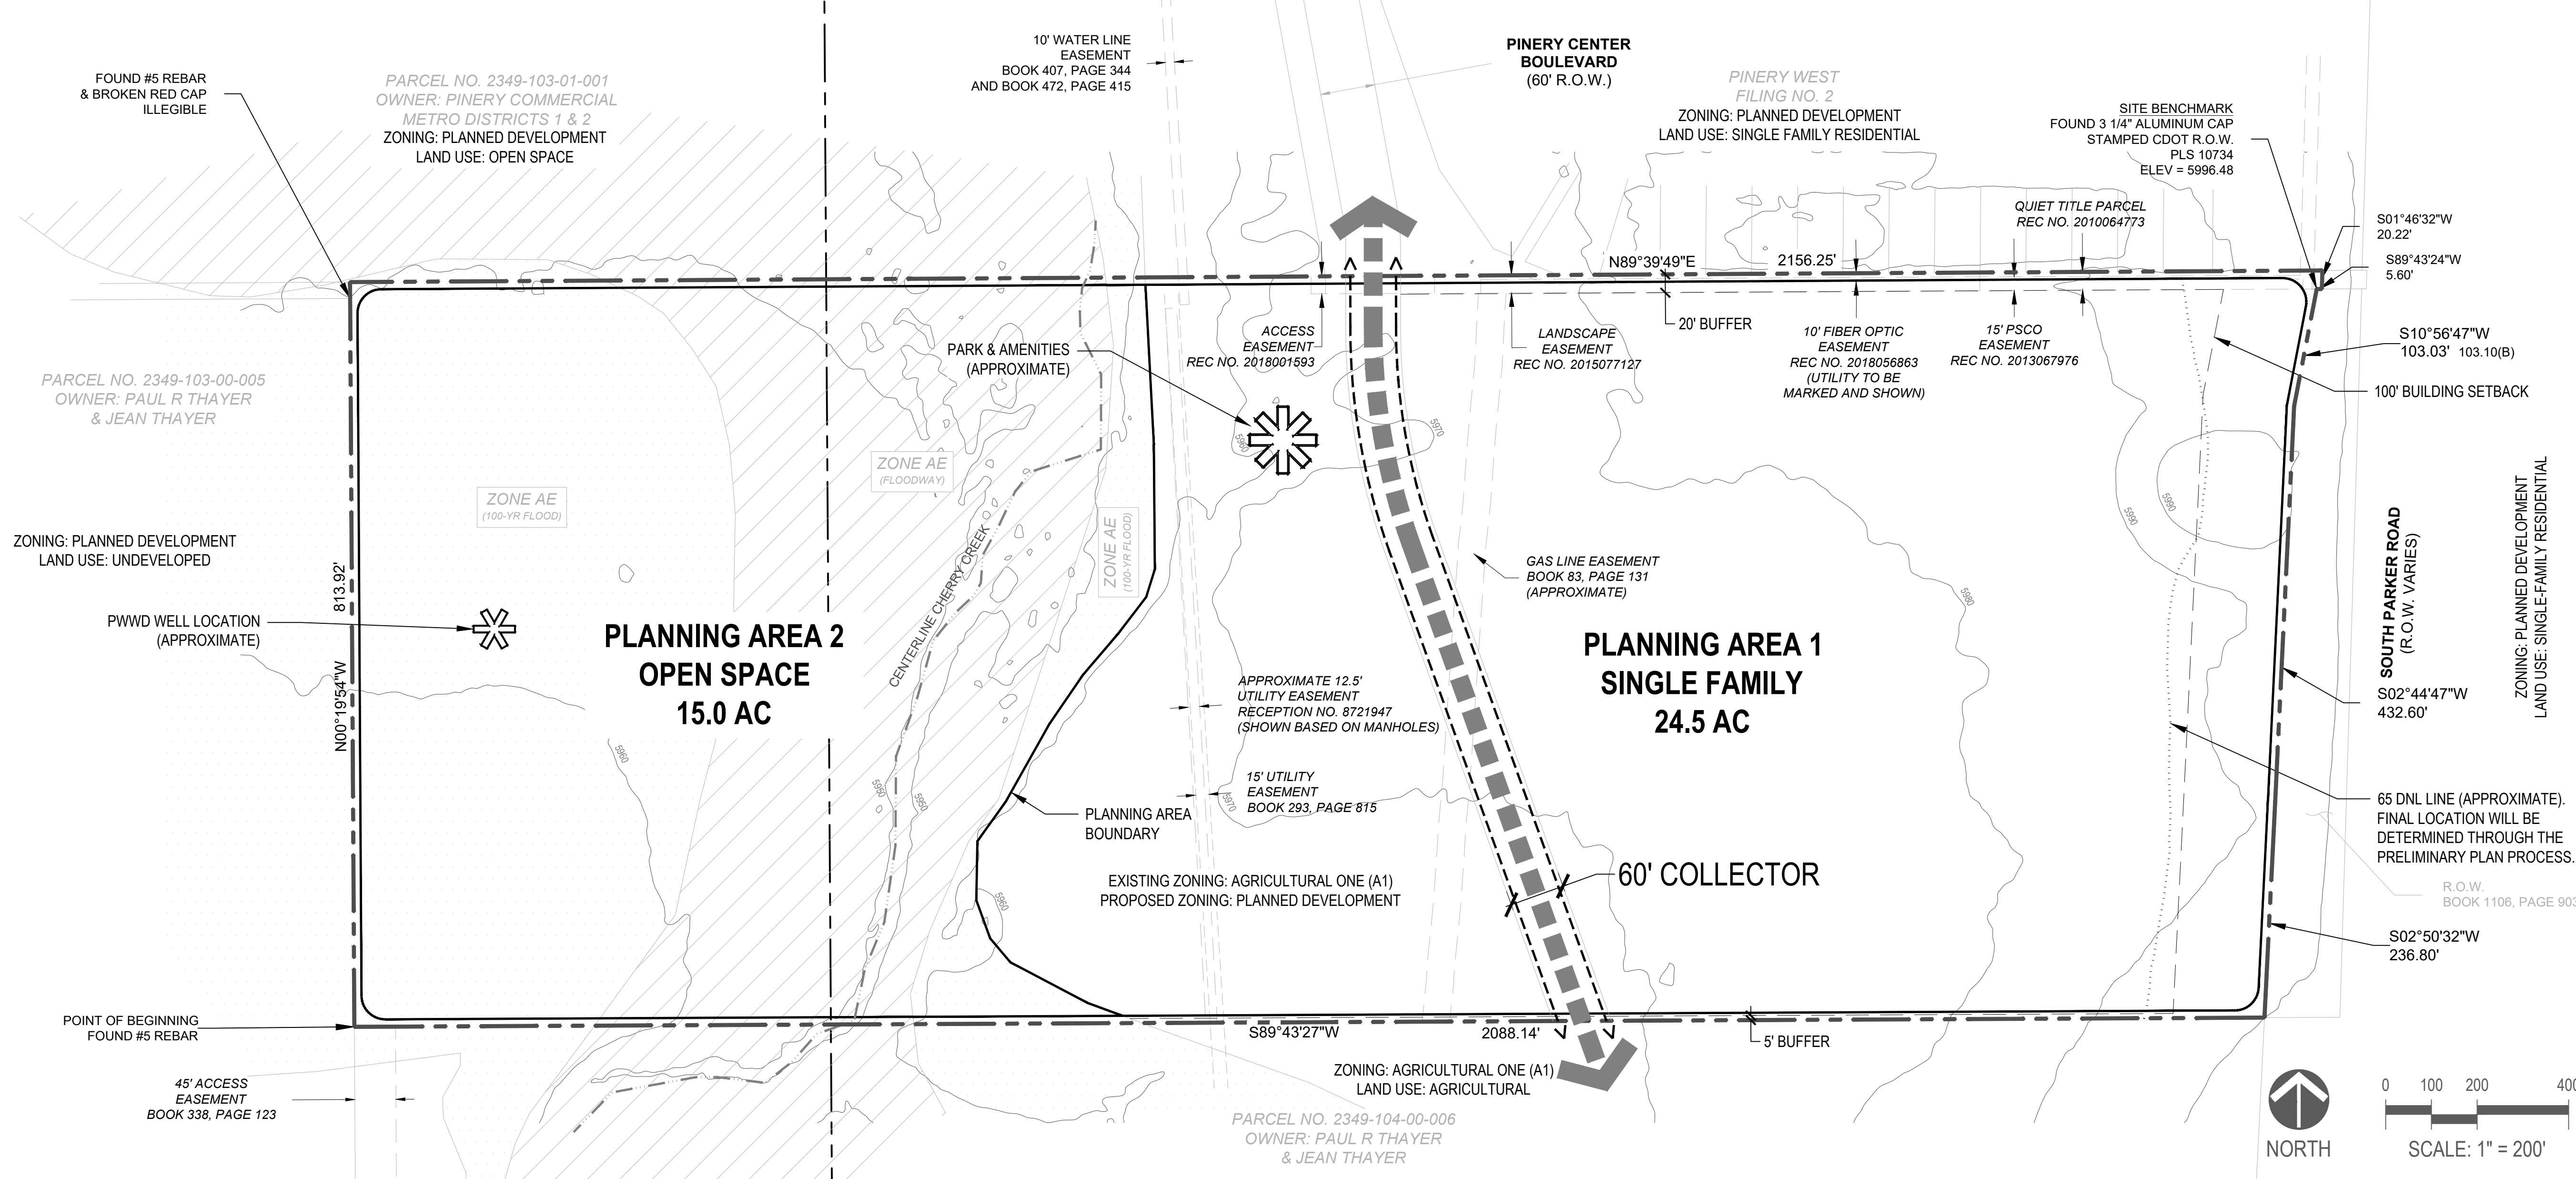 10' WATER LINE
EASEMENT
BOOK 407, PAGE 344
AND BOOK 472, PAGE 415
PINERY CENTER
BOULEVARD
(60' R.O.W.)
FOUND #5 REBAR
& BROKEN RED CAP
ILLEGIBLE
PARCEL NO. 2349-103-01-001
OWNER: PINERY COMMERCIAL
METRO DISTRICTS 1 & 2
ZONING: PLANNED DEVELOPMENT
LAND USE: OPEN SPACE
PINERY WEST
FILING NO. 2
ZONING: PLANNED DEVELOPMENT
LAND USE: SINGLE FAMILY RESIDENTIAL
SITE BENCHMARK
FOUND 3 1/4" ALUMINUM CAP
STAMPED CDOT R.O.W.
PLS 10734
ELEV = 5996.48
QUIET TITLE PARCEL
REC NO. 2010064773
S01°46'32"W
20.22'
S89°43'24"W
5.60'
N89°39'49"E
2156.25'
20' BUFFER
ACCESS
EASEMENT
REC NO. 2018001593
LANDSCAPE
EASEMENT
REC NO. 2015077127
10' FIBER OPTIC
EASEMENT
REC NO. 2018056863
(UTILITY TO BE
MARKED AND SHOWN)
15' PSCO
EASEMENT
REC NO. 2013067976
S10°56'47"W
103.03' 103.10(B)
100' BUILDING SETBACK
PARK & AMENITIES
(APPROXIMATE)
PARCEL NO. 2349-103-00-005
OWNER: PAUL R THAYER
& JEAN THAYER
5960
5970
ZONE AE
(FLOODWAY)
ZONE AE
(100-YR FLOOD)
ZONE AE
(100-YR FLOOD)
5990
5990
ZONING: PLANNED DEVELOPMENT
LAND USE: UNDEVELOPED
813.92'
N00°19'54"W
CENTERLINE CHERRY CREEK
GAS LINE EASEMENT
BOOK 83, PAGE 131
(APPROXIMATE)
5980
SOUTH PARKER ROAD
(R.O.W. VARIES)
ZONING: PLANNED DEVELOPMENT
LAND USE: SINGLE-FAMILY RESIDENTIAL
PWWD WELL LOCATION
(APPROXIMATE)
PLANNING AREA 2
OPEN SPACE
15.0 AC
PLANNING AREA 1
SINGLE FAMILY
24.5 AC
APPROXIMATE 12.5'
UTILITY EASEMENT
RECEPTION NO. 8721947
(SHOWN BASED ON MANHOLES)
S02°44'47"W
432.60'
5960
5950
5950
15' UTILITY
EASEMENT
BOOK 293, PAGE 815
5970
PLANNING AREA
BOUNDARY
65 DNL LINE (APPROXIMATE).
FINAL LOCATION WILL BE
DETERMINED THROUGH THE
PRELIMINARY PLAN PROCESS.
60' COLLECTOR
EXISTING ZONING: AGRICULTURAL ONE (A1)
PROPOSED ZONING: PLANNED DEVELOPMENT
5960
R.O.W.
BOOK 1106, PAGE 903
S02°50'32"W
236.80'
POINT OF BEGINNING
FOUND #5 REBAR
S89°43'27"W
2088.14'
5' BUFFER
45' ACCESS
EASEMENT
BOOK 338, PAGE 123
ZONING: AGRICULTURAL ONE (A1)
LAND USE: AGRICULTURAL
PARCEL NO. 2349-104-00-006
OWNER: PAUL R THAYER
& JEAN THAYER
NORTH
0 100 200 400
SCALE: 1" = 200'